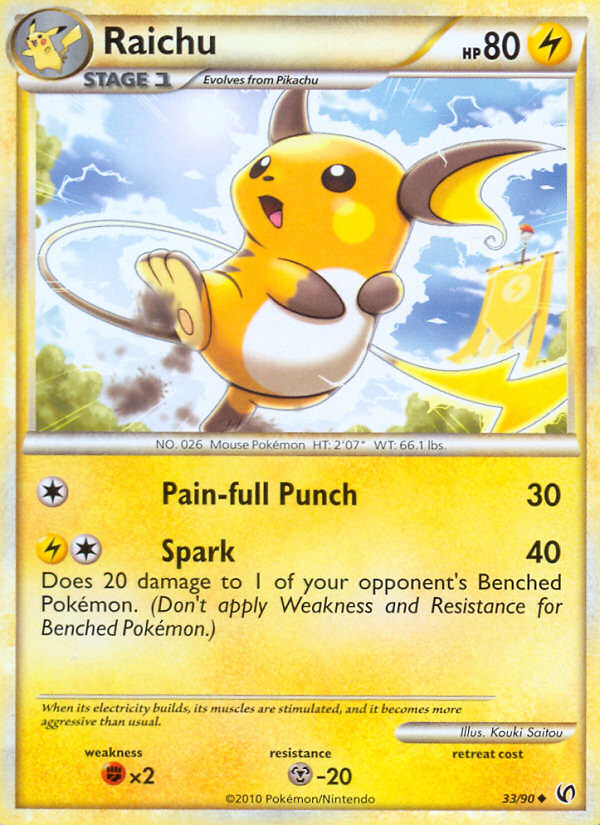 Raichu
HP 80
STAGE 1
Evolves from Pikachu
NO. 026 Mouse Pokémon HT: 2'07" WT: 66.1 lbs.
Pain-full Punch 30
Spark 40
Does 20 damage to 1 of your opponent's Benched
Pokémon. (Don't apply Weakness and Resistance for
Benched Pokémon.)
When its electricity builds, its muscles are stimulated, and it becomes more
aggressive than usual.
Illus. Kouki Saitou
weakness resistance retreat cost
×2 -20
©2010 Pokémon/Nintendo 33/90